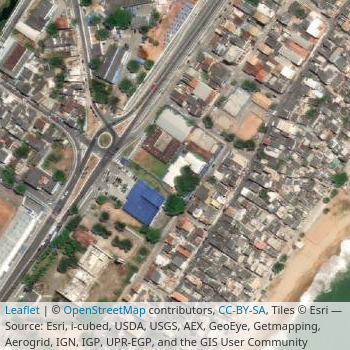 Leaflet | © OpenStreetMap contributors, CC-BY-SA, Tiles © Esri —
Source: Esri, i-cubed, USDA, USGS, AEX, GeoEye, Getmapping,
Aerogrid, IGN, IGP, UPR-EGP, and the GIS User Community